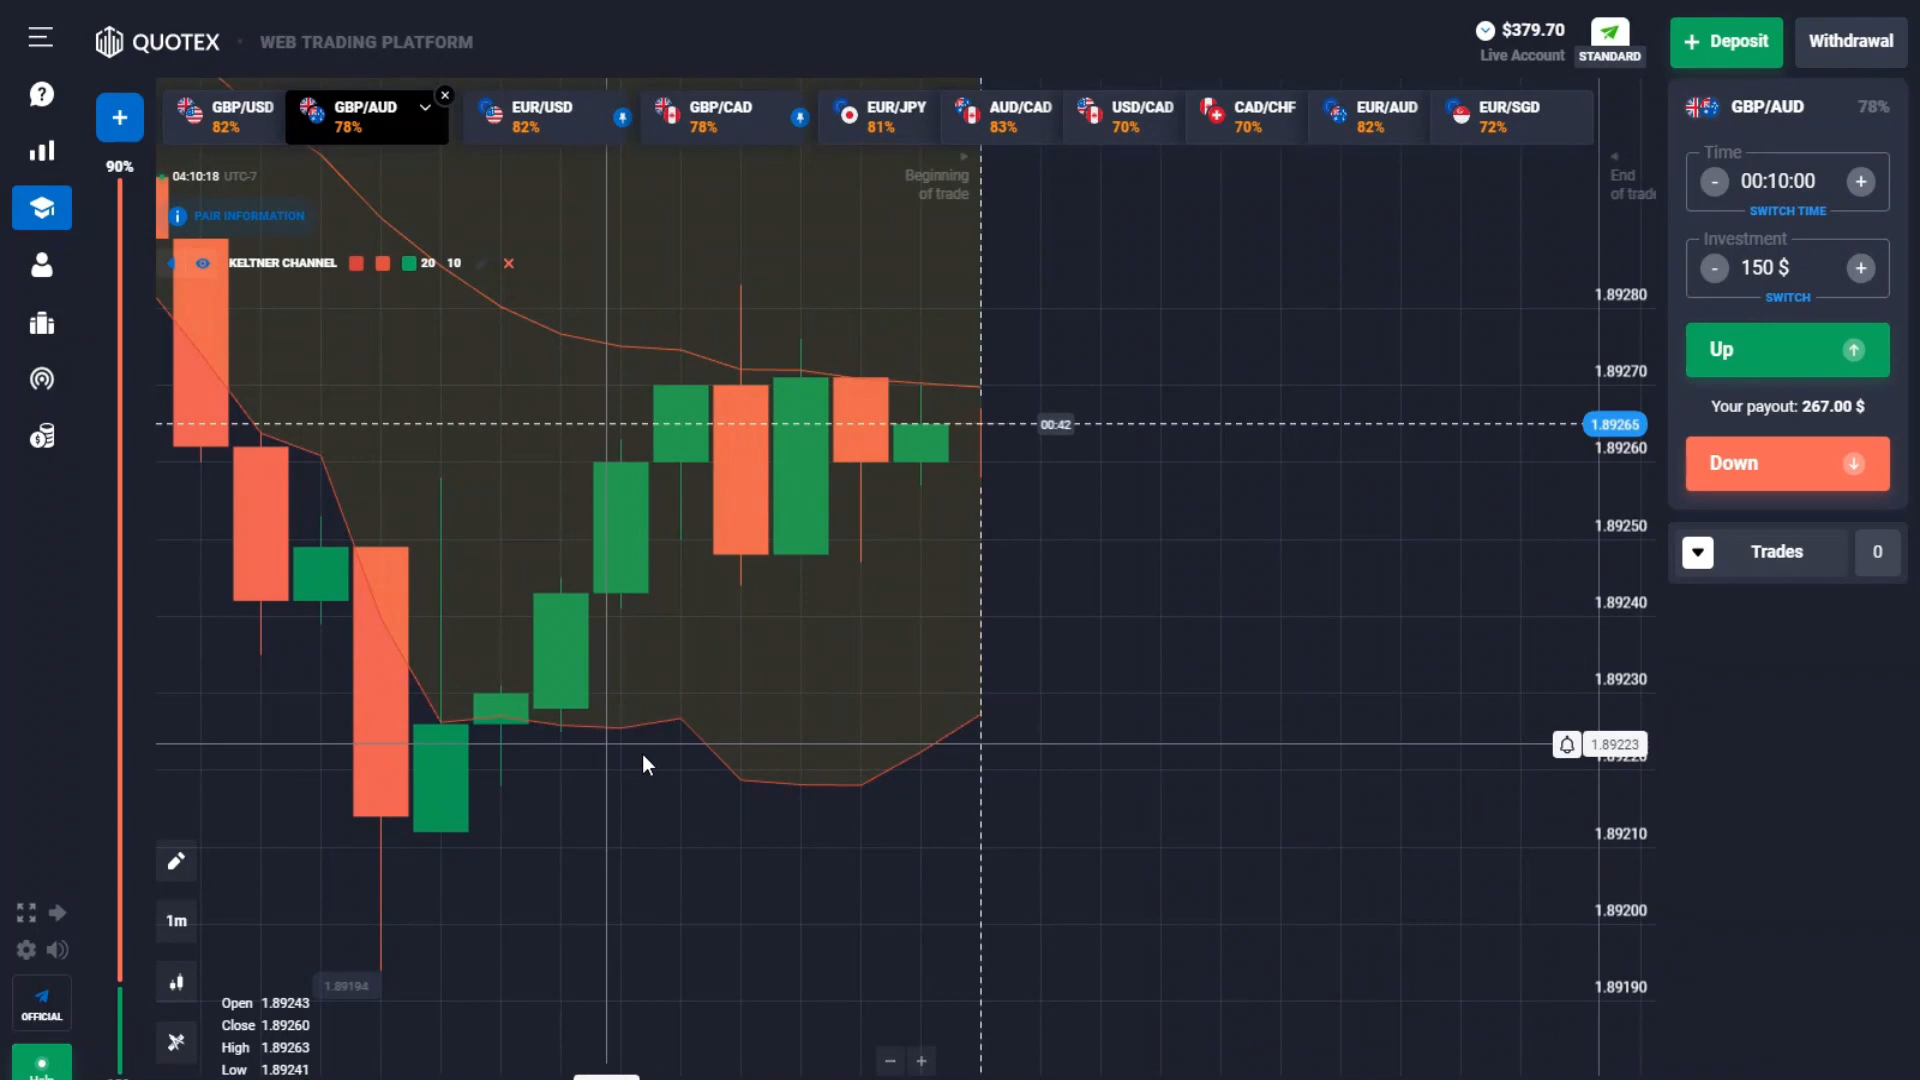 QUOTEX
WEB TRADING PLATFORM
$379.70
Live Account
STANDARD
+ Deposit
Withdrawal
GBP/USD
82%
GBP/AUD
78%
EUR/USD
82%
GBP/CAD
78%
EUR/JPY
81%
AUD/CAD
83%
USD/CAD
70%
CAD/CHF
70%
EUR/AUD
82%
EUR/SGD
72%
90%
04:10:18 UTC-7
PAIR INFORMATION
KELTNER CHANNEL 20 10
Beginning
of trade
End
of trade
1.89280
1.89270
00:42
1.89265
1.89260
1.89250
1.89240
1.89230
1.89223
1.89220
1.89210
1.89200
1.89190
1.89194
1m
Open 1.89243
Close 1.89260
High 1.89263
Low 1.89241
OFFICIAL
Help
GBP/AUD 78%
Time
- 00:10:00 +
SWITCH TIME
Investment
- 150 $ +
SWITCH
Up
Your payout: 267.00 $
Down
Trades 0